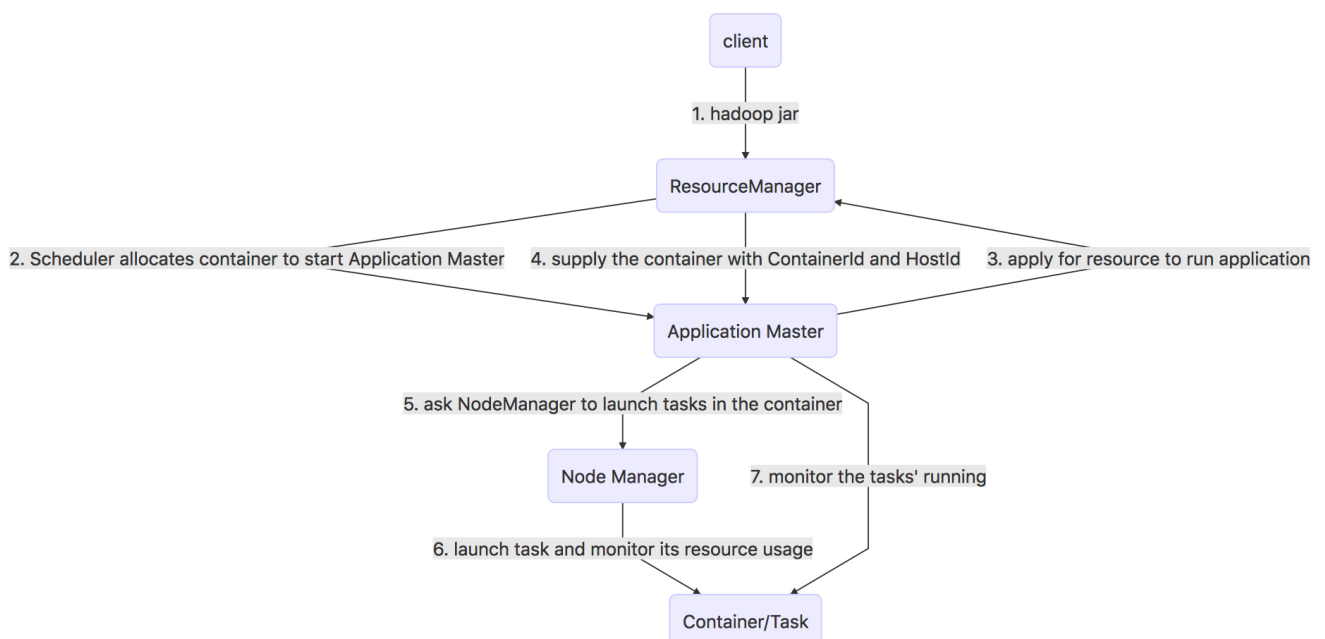 client
1. hadoop jar
ResourceManager
2. Scheduler allocates container to start Application Master
4. supply the container with ContainerId and HostId
3. apply for resource to run application
Application Master
5. ask NodeManager to launch tasks in the container
Node Manager
7. monitor the tasks' running
6. launch task and monitor its resource usage
Container/Task